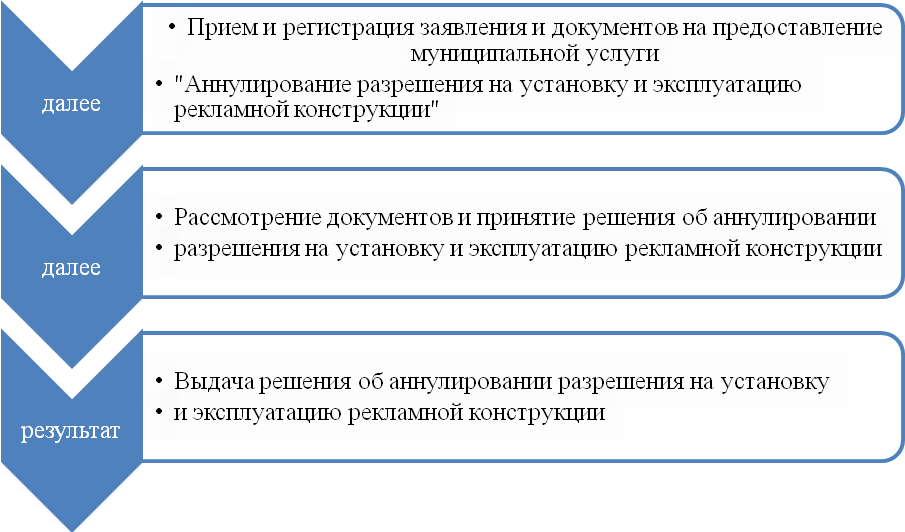 далее
• Прием и регистрация заявления и документов на предоставление
муниципальной услуги
• "Аннулирование разрешения на установку и эксплуатацию
рекламной конструкции"
далее
• Рассмотрение документов и принятие решения об аннулировании
• разрешения на установку и эксплуатацию рекламной конструкции
результат
• Выдача решения об аннулировании разрешения на установку
• и эксплуатацию рекламной конструкции